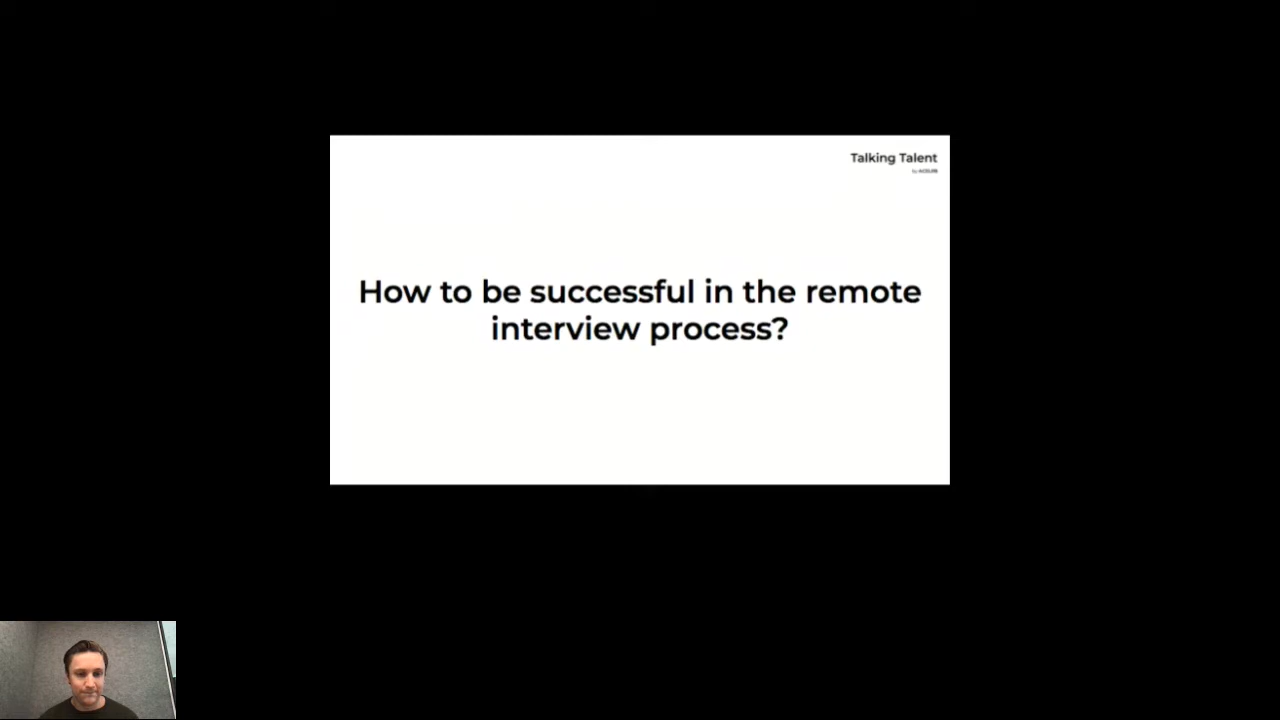 Talking Talent
How to be successful in the remote
interview process?